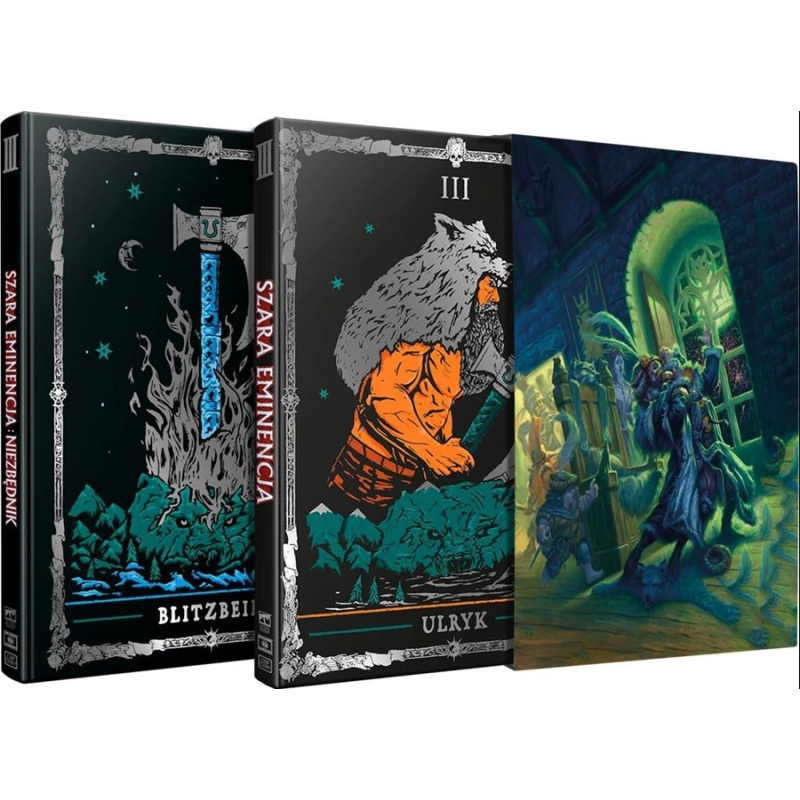 III
SZARA EMINENCJA: NIEZBĘDNIK
BLITZBEI
III
SZARA EMINENCJA
III
ULRYK